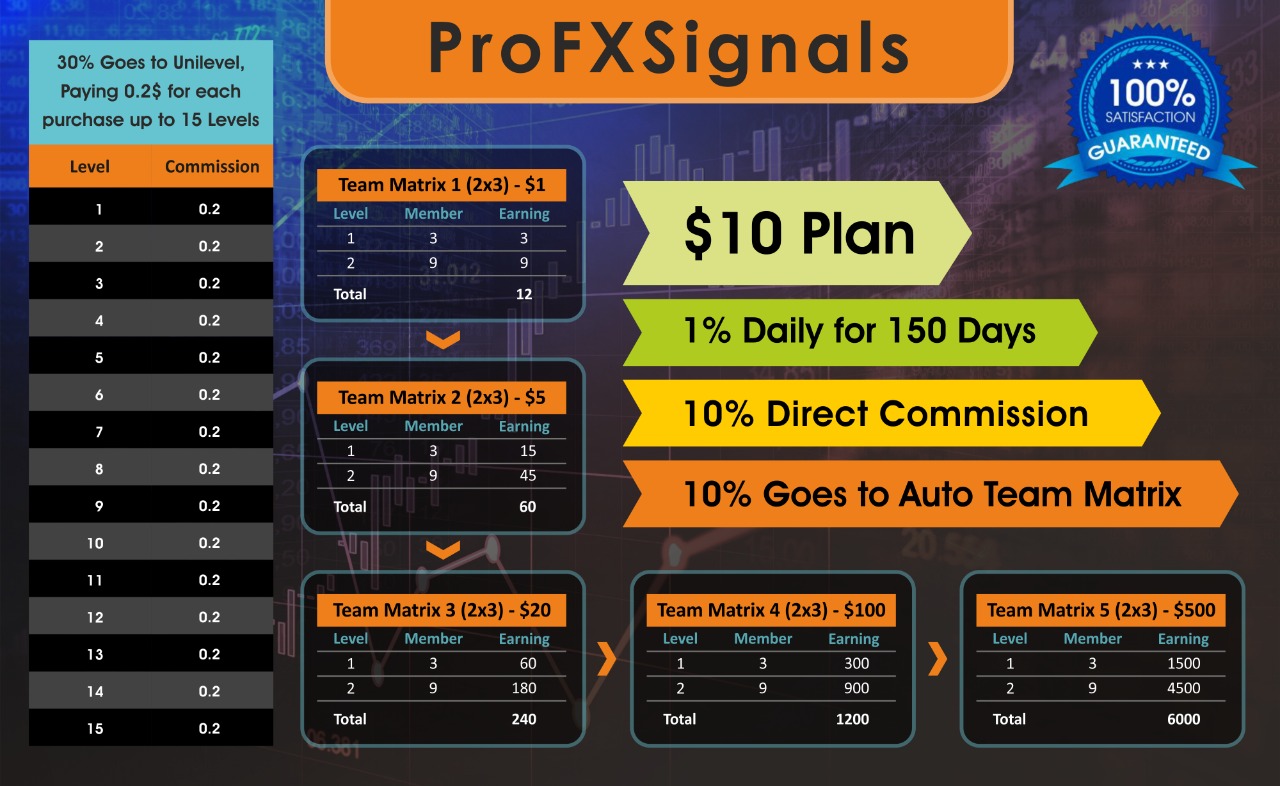 ProFXSignals
30% Goes to Unilevel,
Paying 0.2$ for each
purchase up to 15 Levels
Level Commission
1 0.2
2 0.2
3 0.2
4 0.2
5 0.2
6 0.2
7 0.2
8 0.2
9 0.2
10 0.2
11 0.2
12 0.2
13 0.2
14 0.2
15 0.2
100%
SATISFACTION
GUARANTEED
$10 Plan
1% Daily for 150 Days
10% Direct Commission
10% Goes to Auto Team Matrix
Team Matrix 1 (2x3) - $1
Level Member Earning
1 3 3
2 9 9
Total 12
Team Matrix 2 (2x3) - $5
Level Member Earning
1 3 15
2 9 45
Total 60
Team Matrix 3 (2x3) - $20
Level Member Earning
1 3 60
2 9 180
Total 240
Team Matrix 4 (2x3) - $100
Level Member Earning
1 3 300
2 9 900
Total 1200
Team Matrix 5 (2x3) - $500
Level Member Earning
1 3 1500
2 9 4500
Total 6000